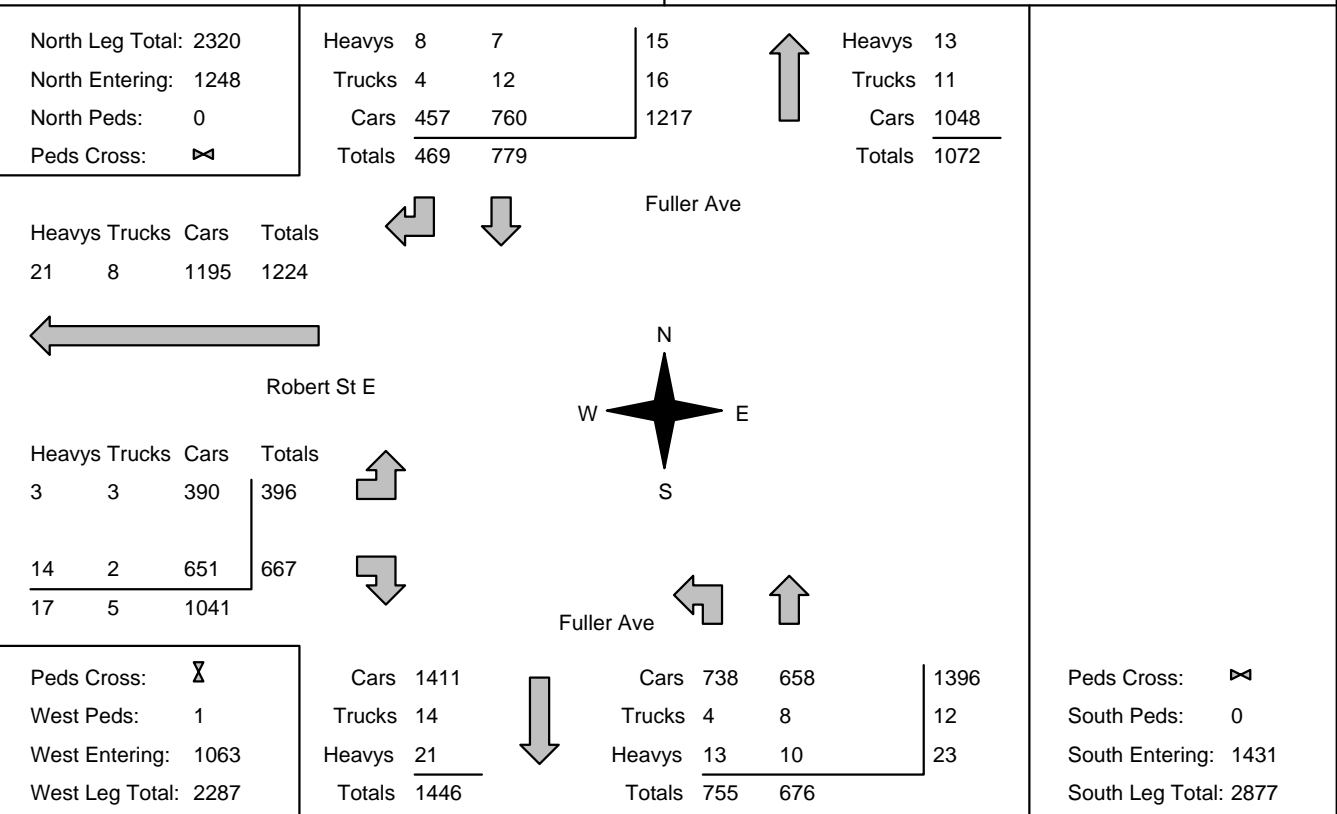 North Leg Total: 2320
North Entering: 1248
North Peds: 0
Peds Cross:
Heavys 8 7 15
Trucks 4 12 16
Cars 457 760 1217
Totals 469 779
Heavys 13
Trucks 11
Cars 1048
Totals 1072
Fuller Ave
Heavys Trucks Cars Totals
21 8 1195 1224
Robert St E
N
W E
S
Heavys Trucks Cars Totals
3 3 390 396
14 2 651 667
17 5 1041
Fuller Ave
Peds Cross:
West Peds: 1
West Entering: 1063
West Leg Total: 2287
Cars 1411
Trucks 14
Heavys 21
Totals 1446
Cars 738 658 1396
Trucks 4 8 12
Heavys 13 10 23
Totals 755 676
Peds Cross:
South Peds: 0
South Entering: 1431
South Leg Total: 2877